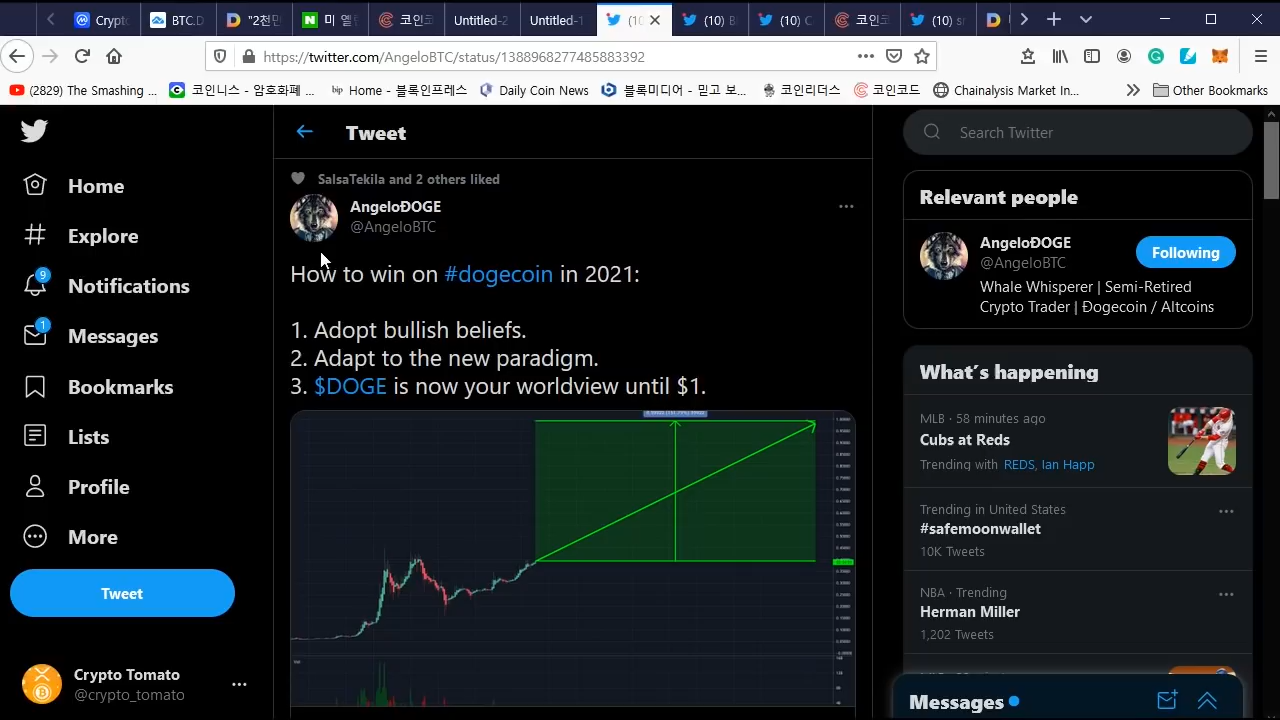 Crypto
BTC.D
"2천만
미 옐런
코인
Untitled-2
Untitled-1
(10)
(10)
(10)
코인
(10)
https://twitter.com/AngeloBTC/status/1388968277485883392
(2829) The Smashing ...
코인니스 - 암호화폐 ...
bip Home - 블록인프레스
Daily Coin News
블록미디어 - 믿고 보...
코인리더스
코인코드
Chainalysis Market In...
Other Bookmarks
Home
Explore
9
Notifications
1
Messages
Bookmarks
Lists
Profile
More
Tweet
Crypto Tomato
@crypto_tomato
Tweet
SalsaTekila and 2 others liked
AngeloÐOGE
@AngeloBTC
How to win on #dogecoin in 2021:
1. Adopt bullish beliefs.
2. Adapt to the new paradigm.
3. $DOGE is now your worldview until $1.
Search Twitter
Relevant people
AngeloÐOGE
@AngeloBTC
Following
Whale Whisperer | Semi-Retired
Crypto Trader | Ðogecoin / Altcoins
What's happening
MLB · 58 minutes ago
Cubs at Reds
Trending with REDS, Ian Happ
Trending in United States
#safemoonwallet
10K Tweets
NBA · Trending
Herman Miller
1,202 Tweets
Messages